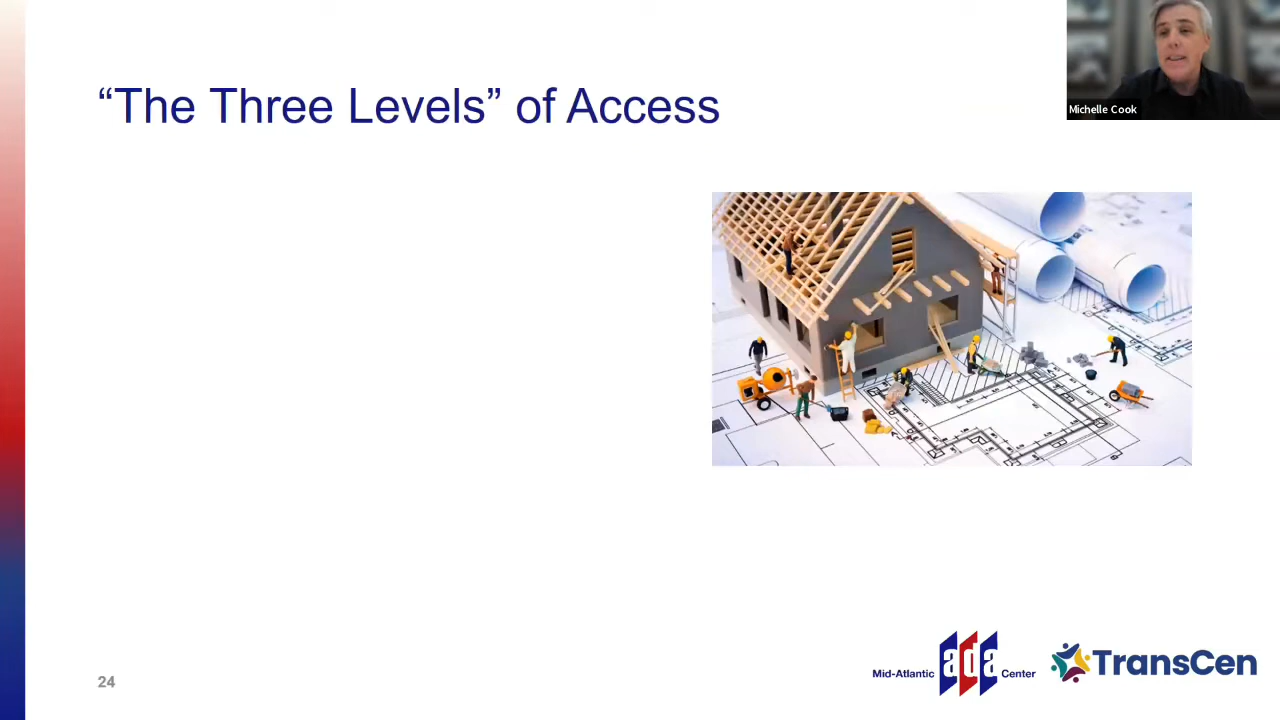 “The Three Levels” of Access
Michelle Cook
Mid-Atlantic ada Center
TransCen
24